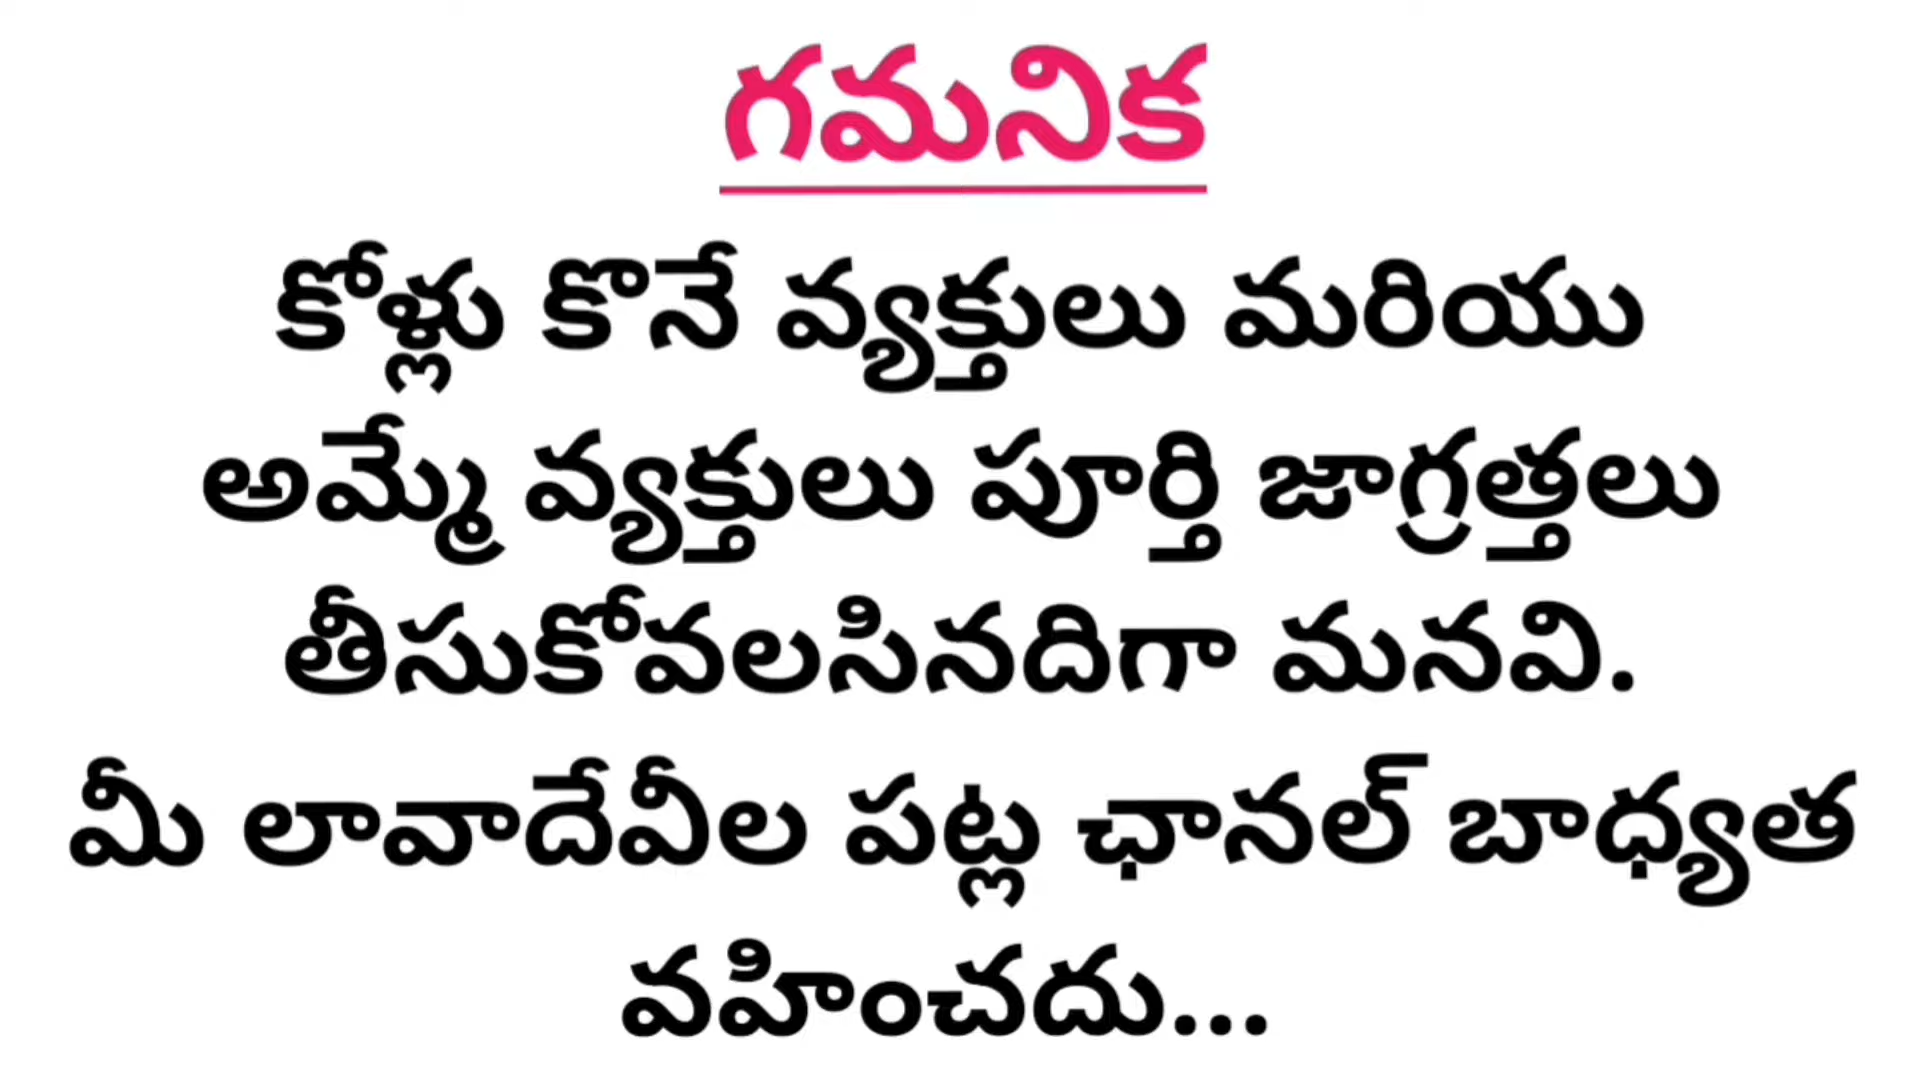 గమనిక
కోళ్లు కొనే వ్యక్తులు మరియు
అమ్మే వ్యక్తులు పూర్తి జాగ్రత్తలు
తీసుకోవలసినదిగా మనవి.
మీ లావాదేవీల పట్ల ఛానల్ బాధ్యత
వహించదు...